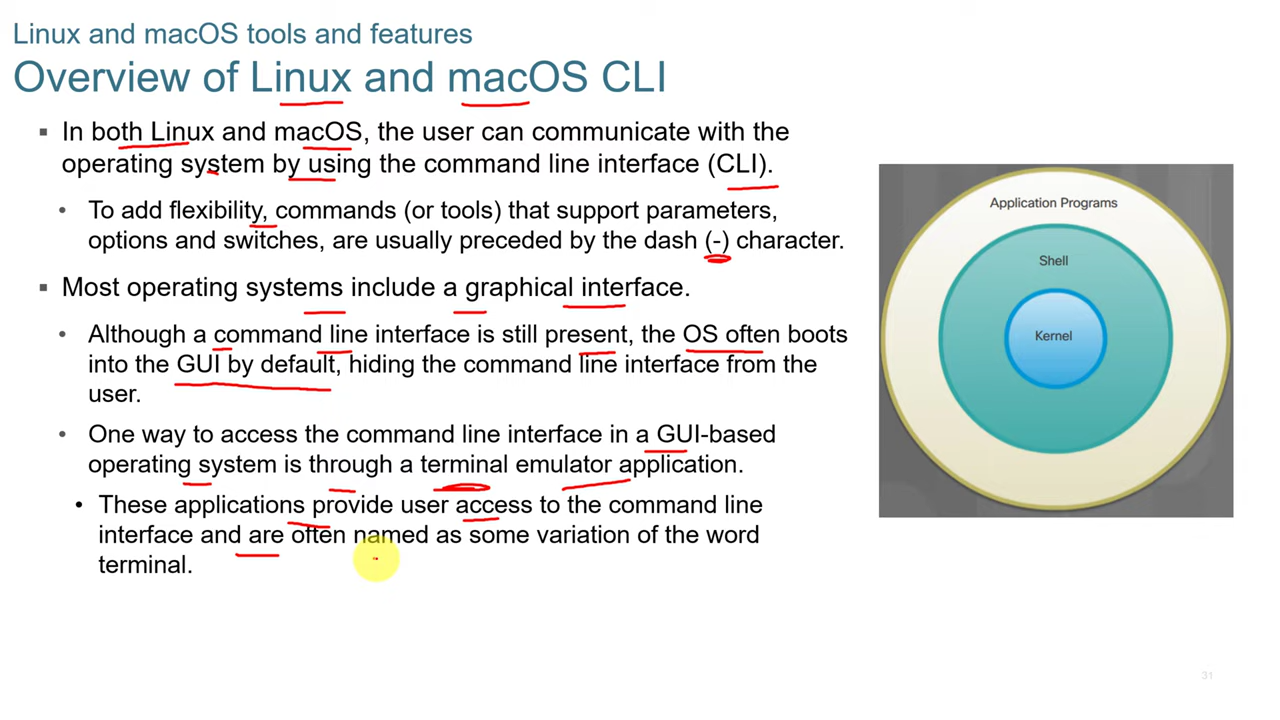 Linux and macOS tools and features
Overview of Linux and macOS CLI
▪ In both Linux and macOS, the user can communicate with the
operating system by using the command line interface (CLI).
• To add flexibility, commands (or tools) that support parameters,
options and switches, are usually preceded by the dash (-) character.
▪ Most operating systems include a graphical interface.
• Although a command line interface is still present, the OS often boots
into the GUI by default, hiding the command line interface from the
user.
• One way to access the command line interface in a GUI-based
operating system is through a terminal emulator application.
• These applications provide user access to the command line
interface and are often named as some variation of the word
terminal.
Application Programs
Shell
Kernel
31